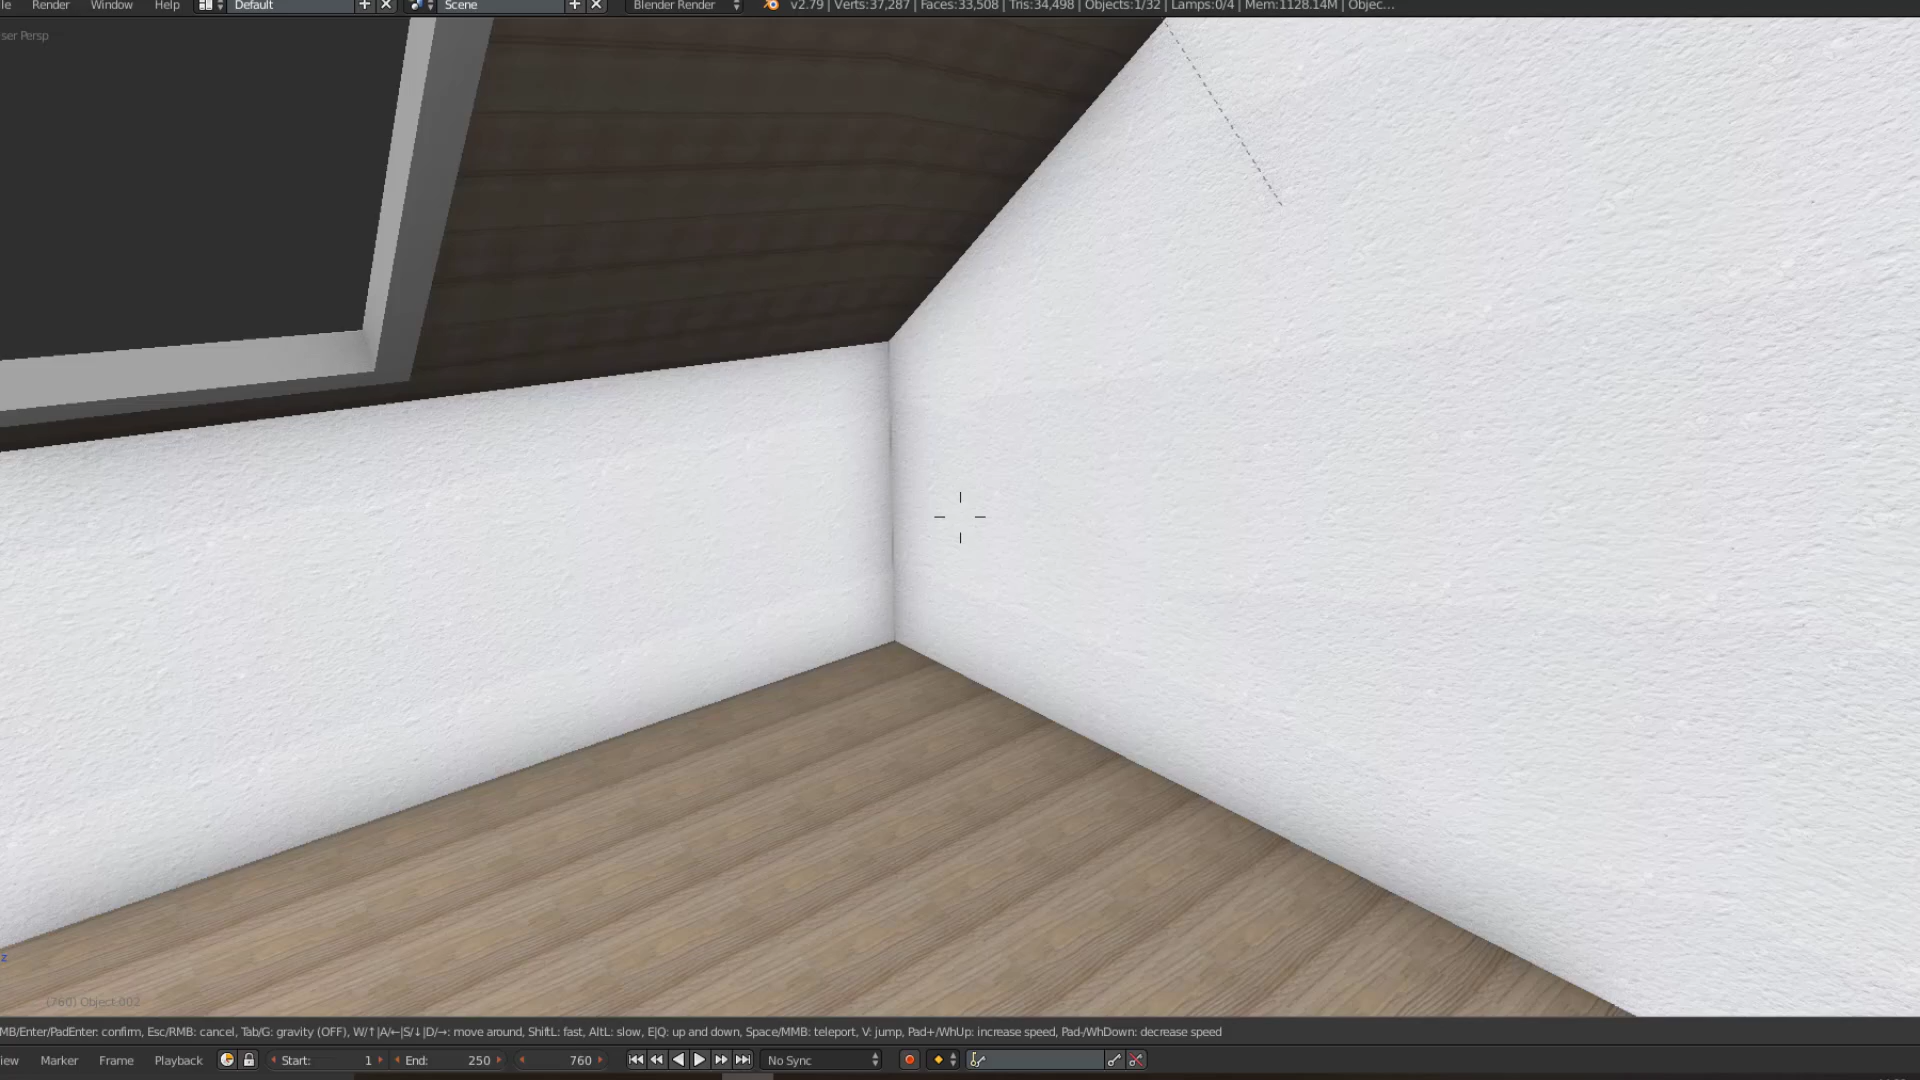 le Render Window Help Default Scene Blender Render v2.79 | Verts:37,287 | Faces:33,508 | Tris:34,498 | Objects:1/32 | Lamps:0/4 | Mem:1128.14M | Objec...
ser Persp
z
(760) Object.002
MB/Enter/PadEnter: confirm, Esc/RMB: cancel, Tab/G: gravity (OFF), W/↑|A/←|S/↓|D/→: move around, ShiftL: fast, AltL: slow, E|Q: up and down, Space/MMB: teleport, V: jump, Pad+/WhUp: increase speed, Pad-/WhDown: decrease speed
iew Marker Frame Playback Start: 1 End: 250 760 No Sync